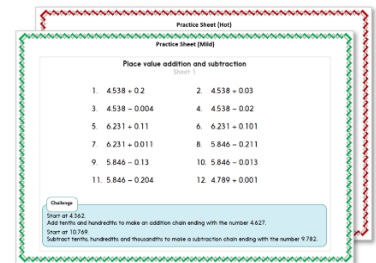 Practice Sheet (Hot)
Practice Sheet (Mild)
Place value addition and subtraction
Sheet 1
1. 4.538 + 0.2 2. 4.538 + 0.03
3. 4.538 − 0.004 4. 4.538 − 0.02
5. 6.231 + 0.11 6. 6.231 + 0.101
7. 6.231 + 0.011 8. 5.846 − 0.211
9. 5.846 − 0.13 10. 5.846 − 0.013
11. 5.846 − 0.204 12. 4.789 + 0.001
Challenge
Start at 4.362.
Add tenths and hundredths to make an addition chain ending with the number 4.627.
Start at 10.769.
Subtract tenths, hundredths and thousandths to make a subtraction chain ending with the number 9.782.